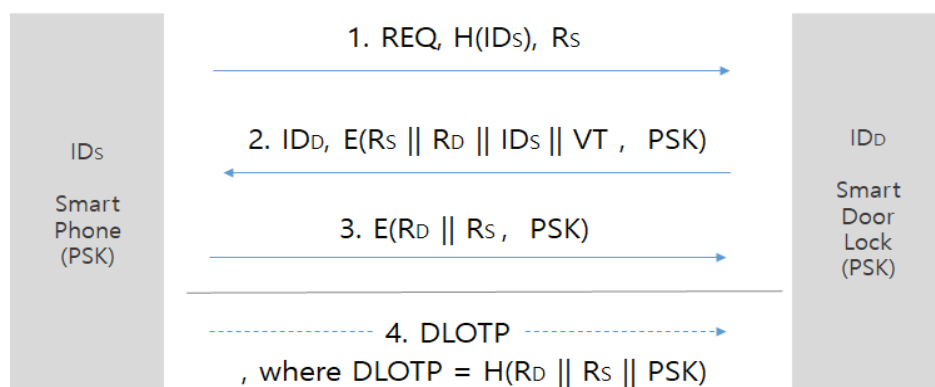 1. REQ, H(IDs), Rs
2. IDD, E(Rs || RD || IDs || VT , PSK)
IDs
Smart
Phone
(PSK)
IDD
Smart
Door
Lock
(PSK)
3. E(RD || Rs , PSK)
4. DLOTP
, where DLOTP = H(RD || Rs || PSK)